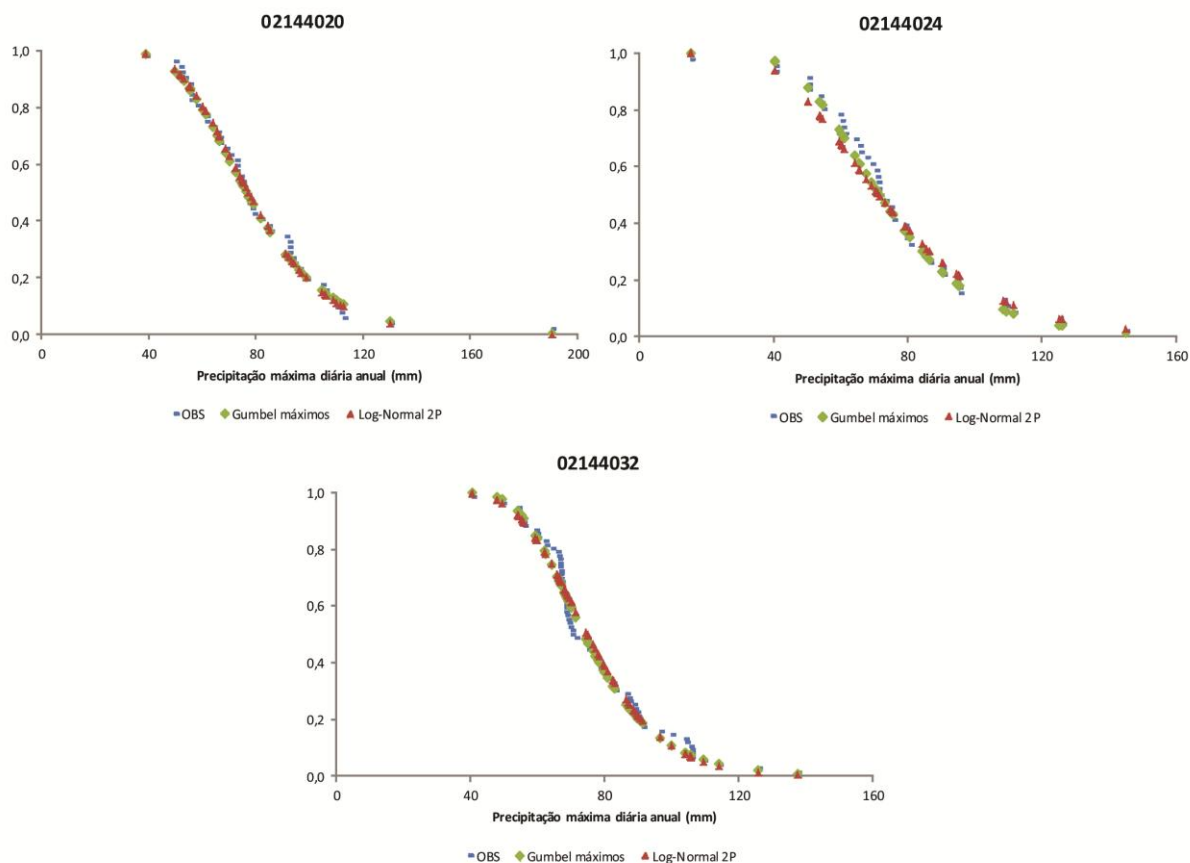 02144020
1,0
0,8
0,6
0,4
0,2
0,0
0 40 80 120 160 200
Precipitação máxima diária anual (mm)
OBS Gumbel máximos Log-Normal 2P
02144024
1,0
0,8
0,6
0,4
0,2
0,0
0 40 80 120 160
Precipitação máxima diária anual (mm)
OBS Gumbel máximos Log-Normal 2P
02144032
1,0
0,8
0,6
0,4
0,2
0,0
0 40 80 120 160
Precipitação máxima diária anual (mm)
OBS Gumbel máximos Log-Normal 2P